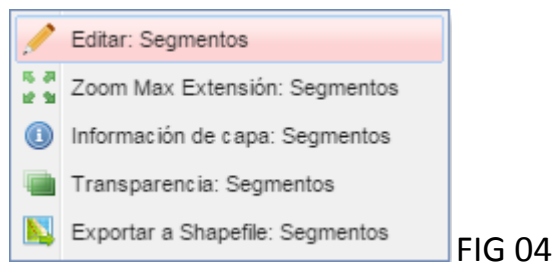 Editar: Segmentos
Zoom Max Extensión: Segmentos
Información de capa: Segmentos
Transparencia: Segmentos
Exportar a Shapefile: Segmentos
FIG 04